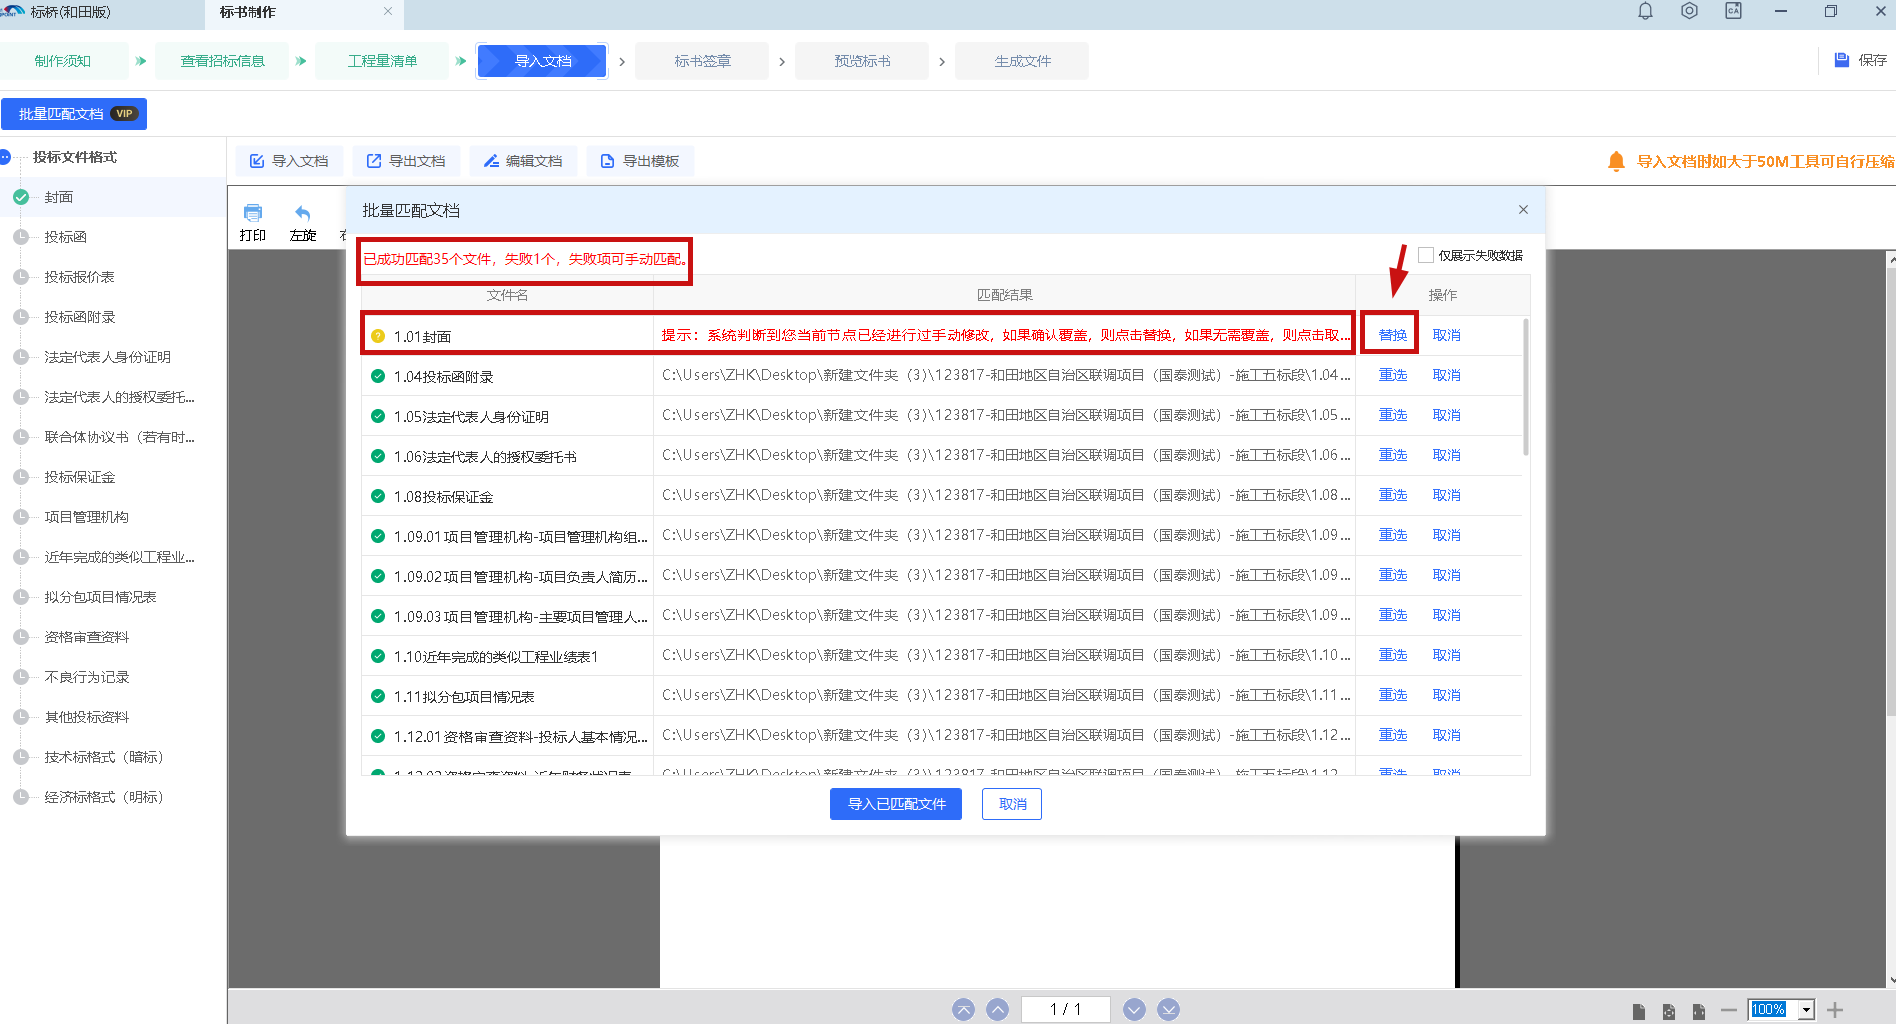 标桥(和田版)
标书制作
制作须知
查看招标信息
工程量清单
导入文档
标书签章
预览标书
生成文件
保存
批量匹配文档 VIP
投标文件格式
导入文档
导出文档
编辑文档
导出模板
导入文档时如大于50M工具可自行压缩
封面
投标函
投标报价表
投标函附录
法定代表人身份证明
法定代表人的授权委托...
联合体协议书（若有时...
投标保证金
项目管理机构
近年完成的类似工程业...
拟分包项目情况表
资格审查资料
不良行为记录
其他投标资料
技术标格式（暗标）
经济标格式（明标）
打印
左旋
批量匹配文档
已成功匹配35个文件，失败1个，失败项可手动匹配。
仅展示失败数据
文件名 匹配结果 操作
1.01封面 提示：系统判断到您当前节点已经进行过手动修改，如果确认覆盖，则点击替换，如果无需覆盖，则点击取... 替换 取消
1.04投标函附录 C:\Users\ZHK\Desktop\新建文件夹（3)\123817-和田地区自治区联调项目（国泰测试）-施工五标段\1.04... 重选 取消
1.05法定代表人身份证明 C:\Users\ZHK\Desktop\新建文件夹（3)\123817-和田地区自治区联调项目（国泰测试）-施工五标段\1.05... 重选 取消
1.06法定代表人的授权委托书 C:\Users\ZHK\Desktop\新建文件夹（3)\123817-和田地区自治区联调项目（国泰测试）-施工五标段\1.06... 重选 取消
1.08投标保证金 C:\Users\ZHK\Desktop\新建文件夹（3)\123817-和田地区自治区联调项目（国泰测试）-施工五标段\1.08... 重选 取消
1.09.01项目管理机构-项目管理机构组... C:\Users\ZHK\Desktop\新建文件夹（3)\123817-和田地区自治区联调项目（国泰测试）-施工五标段\1.09... 重选 取消
1.09.02项目管理机构-项目负责人简历... C:\Users\ZHK\Desktop\新建文件夹（3)\123817-和田地区自治区联调项目（国泰测试）-施工五标段\1.09... 重选 取消
1.09.03项目管理机构-主要项目管理人... C:\Users\ZHK\Desktop\新建文件夹（3)\123817-和田地区自治区联调项目（国泰测试）-施工五标段\1.09... 重选 取消
1.10近年完成的类似工程业绩表1 C:\Users\ZHK\Desktop\新建文件夹（3)\123817-和田地区自治区联调项目（国泰测试）-施工五标段\1.10... 重选 取消
1.11拟分包项目情况表 C:\Users\ZHK\Desktop\新建文件夹（3)\123817-和田地区自治区联调项目（国泰测试）-施工五标段\1.11... 重选 取消
1.12.01资格审查资料-投标人基本情况... C:\Users\ZHK\Desktop\新建文件夹（3)\123817-和田地区自治区联调项目（国泰测试）-施工五标段\1.12... 重选 取消
导入已匹配文件
取消
1 / 1
100%